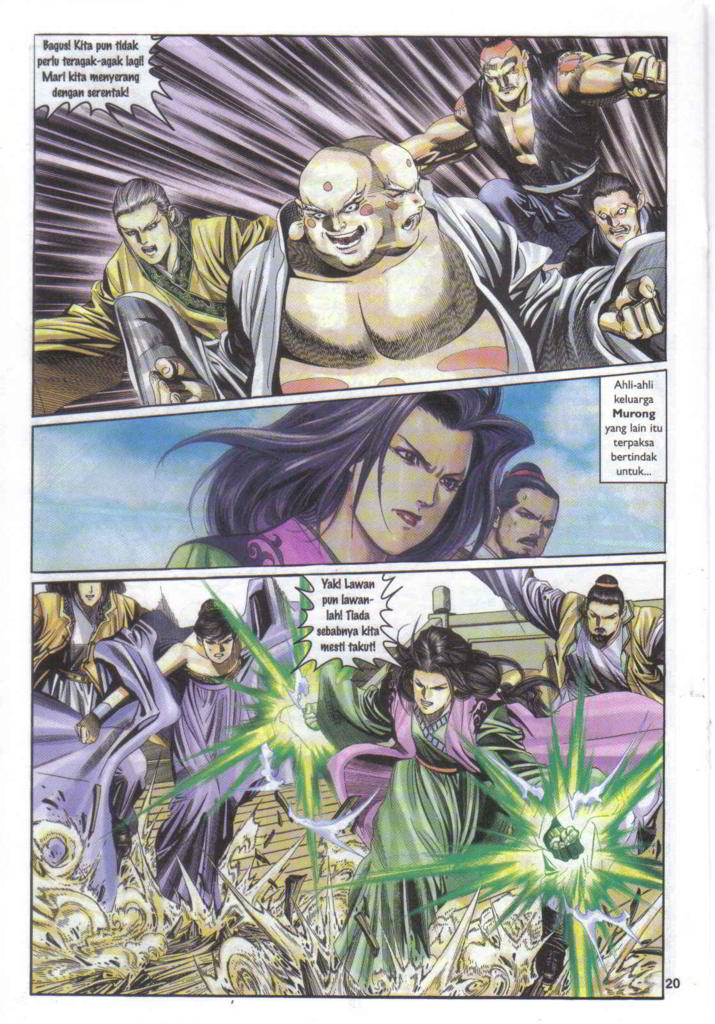 Bagus! Kita pun tidak
perlu teragak-agak lagi!
Mari kita menyerang
dengan serentak!
Ahli-ahli
keluarga
Murong
yang lain itu
terpaksa
bertindak
untuk...
Yak! Lawan
pun lawan-
lah! Tiada
sebabnya kita
mesti takut!
20